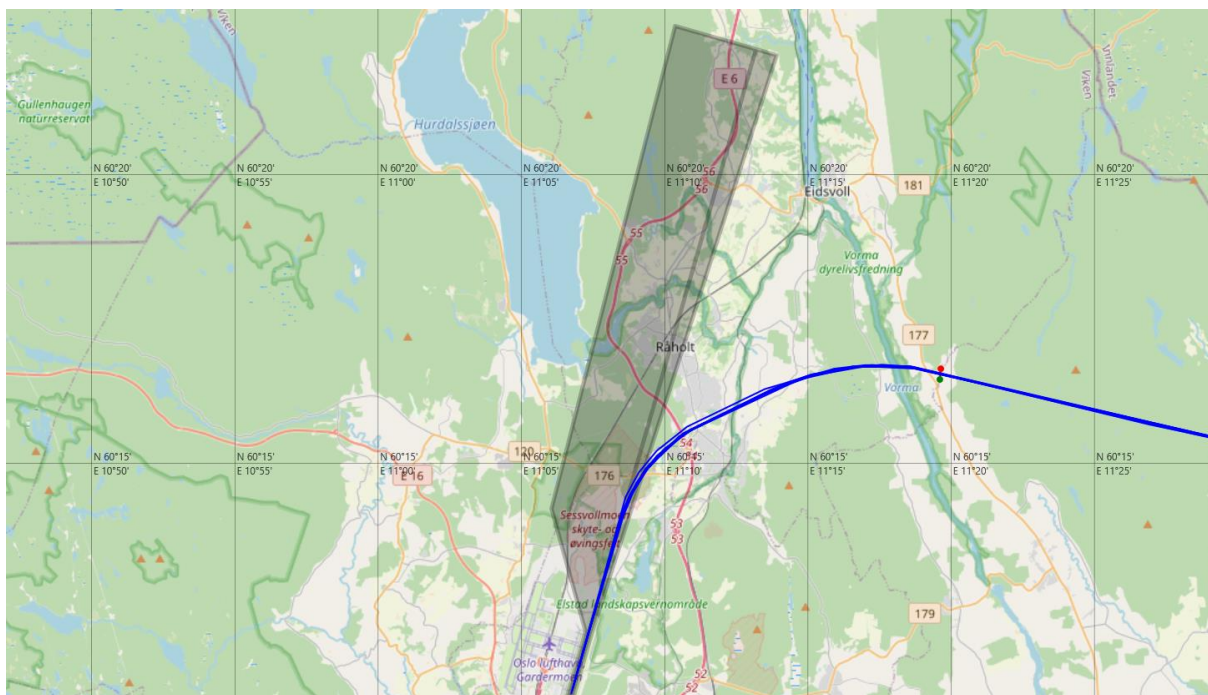 Viken
Annlandet
Viken
Gullenhaugen
naturreservat
E 6
Hurdalssjøen
N 60°20'
E 10°50'
N 60°20'
E 10°55'
N 60°20'
E 11°00'
N 60°20'
E 11°05'
N 60°20'
E 11°10'
N 60°20'
E 11°15'
N 60°20'
E 11°20'
N 60°20'
E 11°25'
56
56
181
Eidsvoll
55
55
Vorma
dyrelivsfredning
177
Råholt
Vorma
54
54
120
N 60°15'
E 10°50'
N 60°15'
E 10°55'
N 60°15'
E 11°00'
N 60°15'
E 11°05'
N 60°15'
E 11°10'
N 60°15'
E 11°15'
N 60°15'
E 11°20'
N 60°15'
E 11°25'
E 16
176
Sessvollmoen
skyte- og
øvingsfelt
53
53
Elstad landskapsvernområde
179
Oslo lufthavn,
Gardermoen
52
52